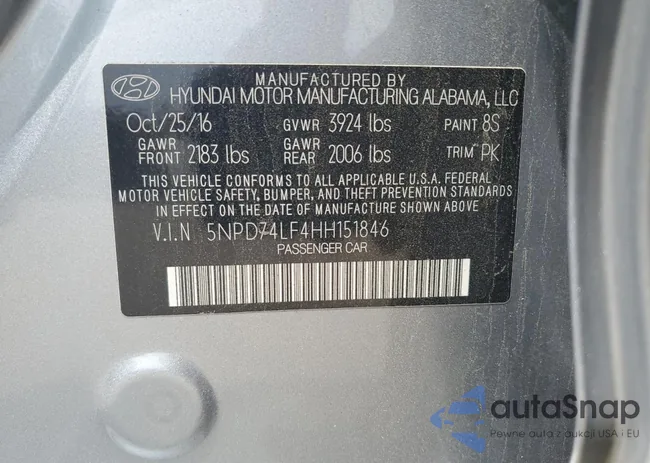 MANUFACTURED BY
HYUNDAI MOTOR MANUFACTURING ALABAMA, LLC
Oct/25/16 GVWR 3924 lbs PAINT 8S
GAWR FRONT 2183 lbs GAWR REAR 2006 lbs TRIM PK
THIS VEHICLE CONFORMS TO ALL APPLICABLE U.S.A. FEDERAL
MOTOR VEHICLE SAFETY, BUMPER, AND THEFT PREVENTION STANDARDS
IN EFFECT ON THE DATE OF MANUFACTURE SHOWN ABOVE.
V.I.N 5NPD74LF4HH151846
PASSENGER CAR
autaSnap
Pewne auta z aukcji USA i EU